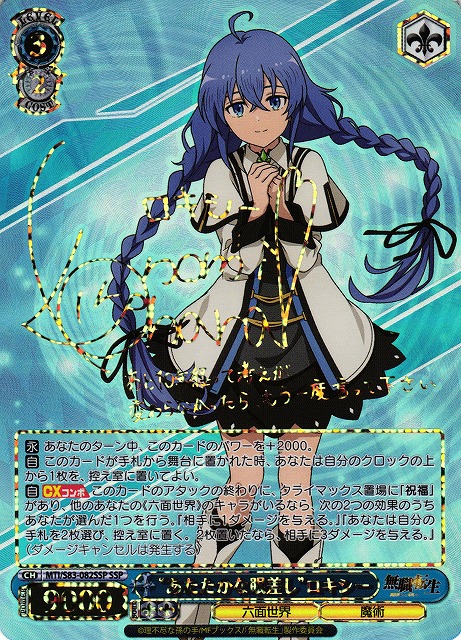 LEVEL
3
2
COST
ロキシー
永 あなたのターン中、このカードのパワーを＋2000。
自 このカードが手札から舞台に置かれた時、あなたは自分のクロックの上
から1枚を、控え室に置いてよい。
自 CXコンボ このカードのアタックの終わりに、クライマックス置場に「祝福」
があり、他のあなたの《六面世界》のキャラがいるなら、次の2つの効果のうち
あなたが選んだ1つを行う。『相手に1ダメージを与える。』『あなたは自分の
手札を2枚選び、控え室に置く。2枚置いたなら、相手に3ダメージを与える。』
（ダメージキャンセルは発生する）
CH MTI/S83-082SSP SSP
“あたたかな眼差し”ロキシー
無職転生
9000
六面世界 魔術
©理不尽な孫の手/MFブックス/「無職転生」製作委員会